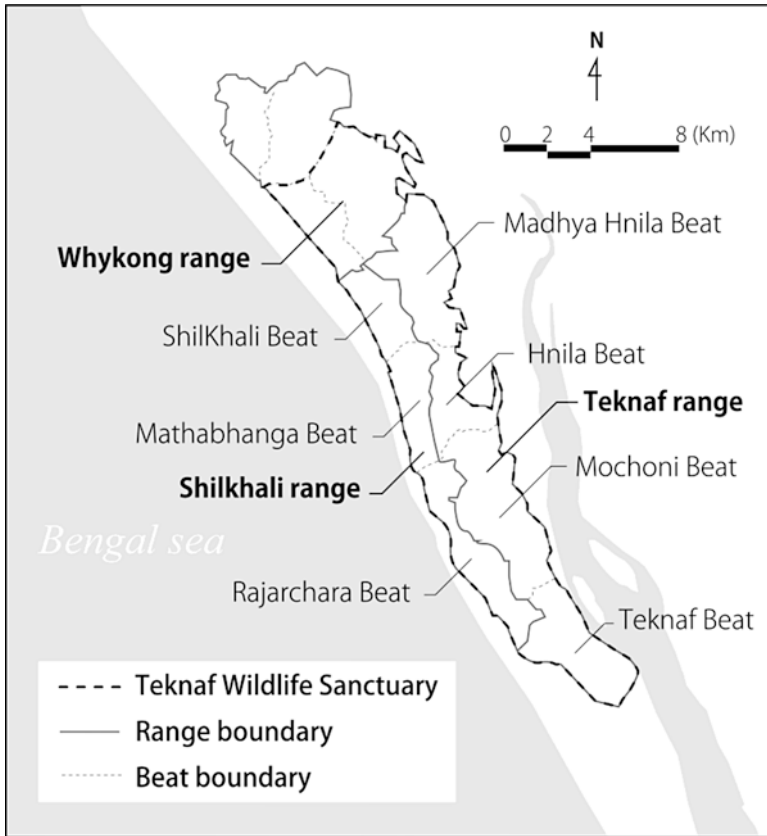 N
0 2 4 8 (Km)
Madhya Hnila Beat
Whykong range
ShilKhali Beat
Hnila Beat
Teknaf range
Mathabhanga Beat
Mochoni Beat
Shilkhali range
Bengal sea
Rajarchara Beat
Teknaf Beat
Teknaf Wildlife Sanctuary
Range boundary
Beat boundary